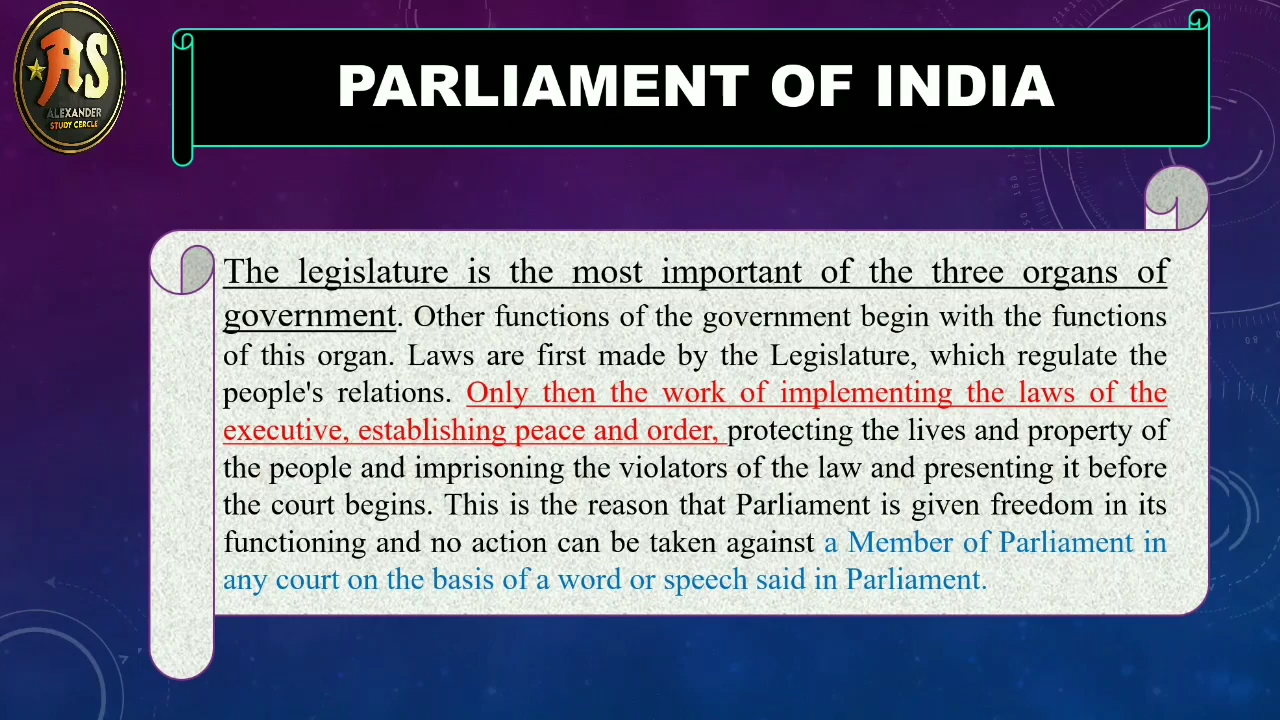 AS
ALEXANDER
STUDY CERCLE
PARLIAMENT OF INDIA
The legislature is the most important of the three organs of
government. Other functions of the government begin with the functions
of this organ. Laws are first made by the Legislature, which regulate the
people's relations. Only then the work of implementing the laws of the
executive, establishing peace and order, protecting the lives and property of
the people and imprisoning the violators of the law and presenting it before
the court begins. This is the reason that Parliament is given freedom in its
functioning and no action can be taken against a Member of Parliament in
any court on the basis of a word or speech said in Parliament.